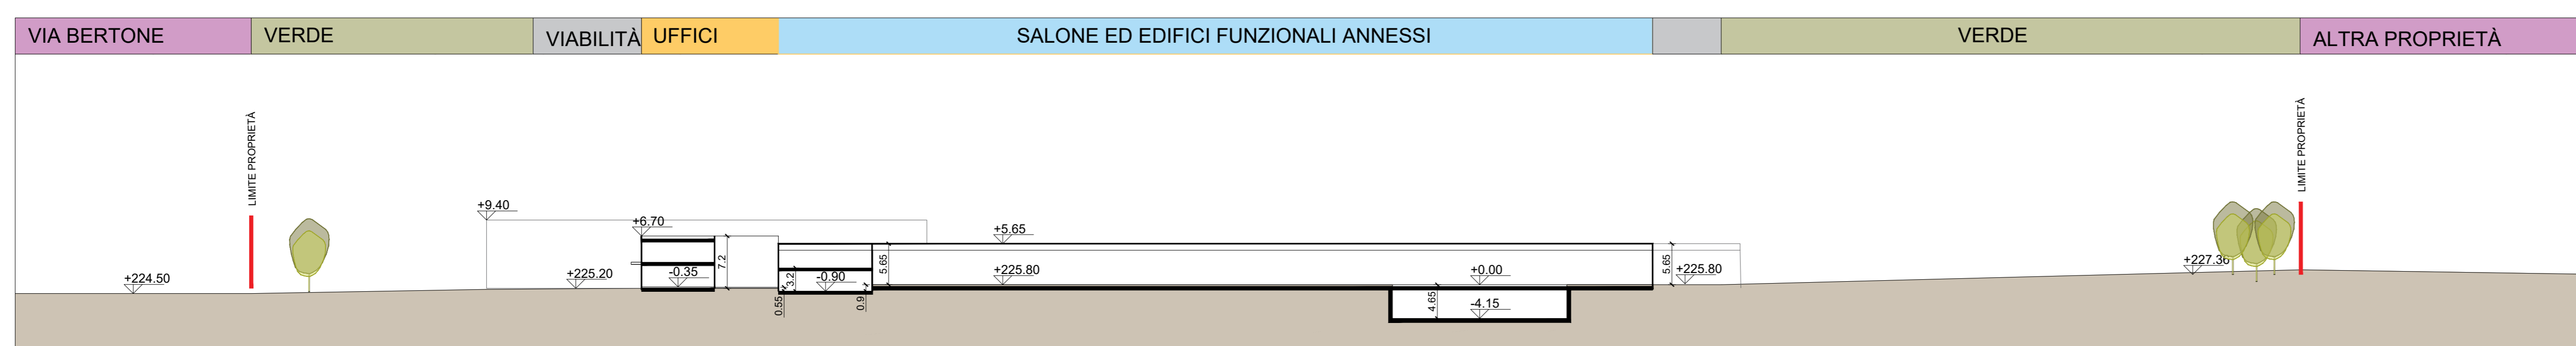 VIA BERTONE
VERDE
VIABILITÀ
UFFICI
SALONE ED EDIFICI FUNZIONALI ANNESSI
VERDE
ALTRA PROPRIETÀ
LIMITE PROPRIETÀ
LIMITE PROPRIETÀ
+9.40
+6.70
+5.65
+224.50
+225.20
-0.35
7.2
3.2
-0.90
0.55
0.9
5.65
+225.80
+0.00
4.65
-4.15
5.65
+225.80
+227.36